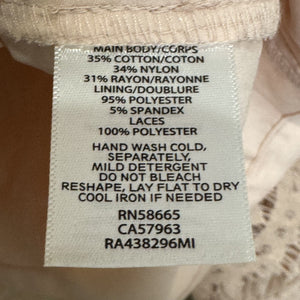 MAIN BODY/CORPS
35% COTTON/COTON
34% NYLON
31% RAYON/RAYONNE
LINING/DOUBLURE
95% POLYESTER
5% SPANDEX
LACES
100% POLYESTER
HAND WASH COLD,
SEPARATELY,
MILD DETERGENT
DO NOT BLEACH
RESHAPE, LAY FLAT TO DRY
COOL IRON IF NEEDED
RN58665
CA57963
RA438296MI